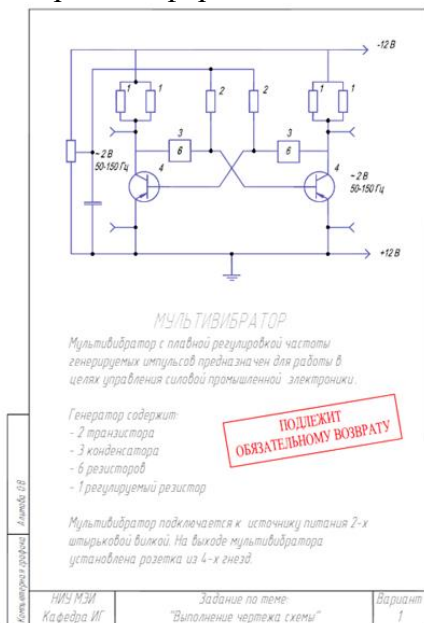 -12 В
1
1
2
2
1
1
3
3
6
6
~2 В
50-150 Гц
4
4
~2 В
50-150 Гц
+12 В
МУЛЬТИВИБРАТОР
Мультивибратор с плавной регулировкой частоты
генерируемых импульсов предназначен для работы в
целях управления силовой промышленной электроники.
Генератор содержит:
- 2 транзистора
- 3 конденсатора
- 6 резисторов
- 1 регулируемый резистор
ПОДЛЕЖИТ
ОБЯЗАТЕЛЬНОМУ ВОЗВРАТУ
Мультивибратор подключается к источнику питания 2-х
штырьковой вилкой. На выходе мультивибратора
установлена розетка из 4-х гнезд.
Компьютерная графика
НИУ МЭИ
Кафедра ИГ
Задание по теме:
"Выполнение чертежа схемы"
Вариант
1